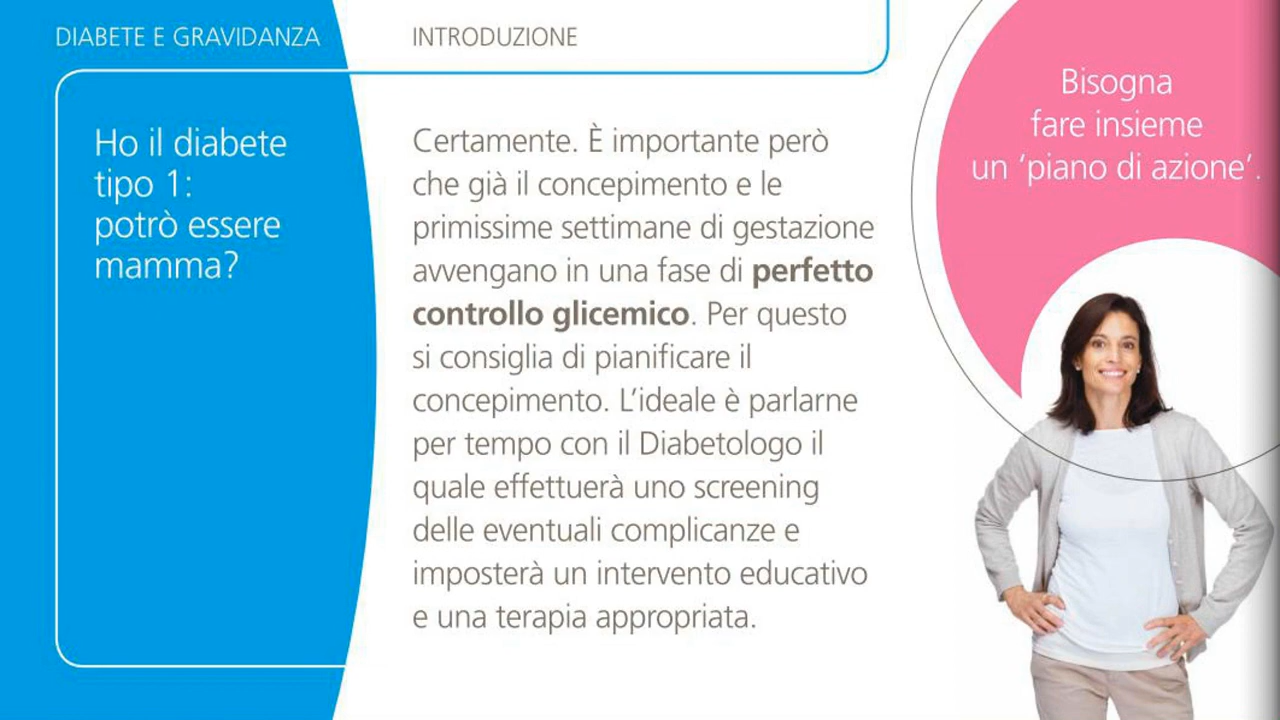 DIABETE E GRAVIDANZA
INTRODUZIONE
Ho il diabete
tipo 1:
potrò essere
mamma?
Certamente. È importante però
che già il concepimento e le
primissime settimane di gestazione
avvengano in una fase di perfetto
controllo glicemico. Per questo
si consiglia di pianificare il
concepimento. L’ideale è parlarne
per tempo con il Diabetologo il
quale effettuerà uno screening
delle eventuali complicanze e
imposterà un intervento educativo
e una terapia appropriata.
Bisogna
fare insieme
un ‘piano di azione’.